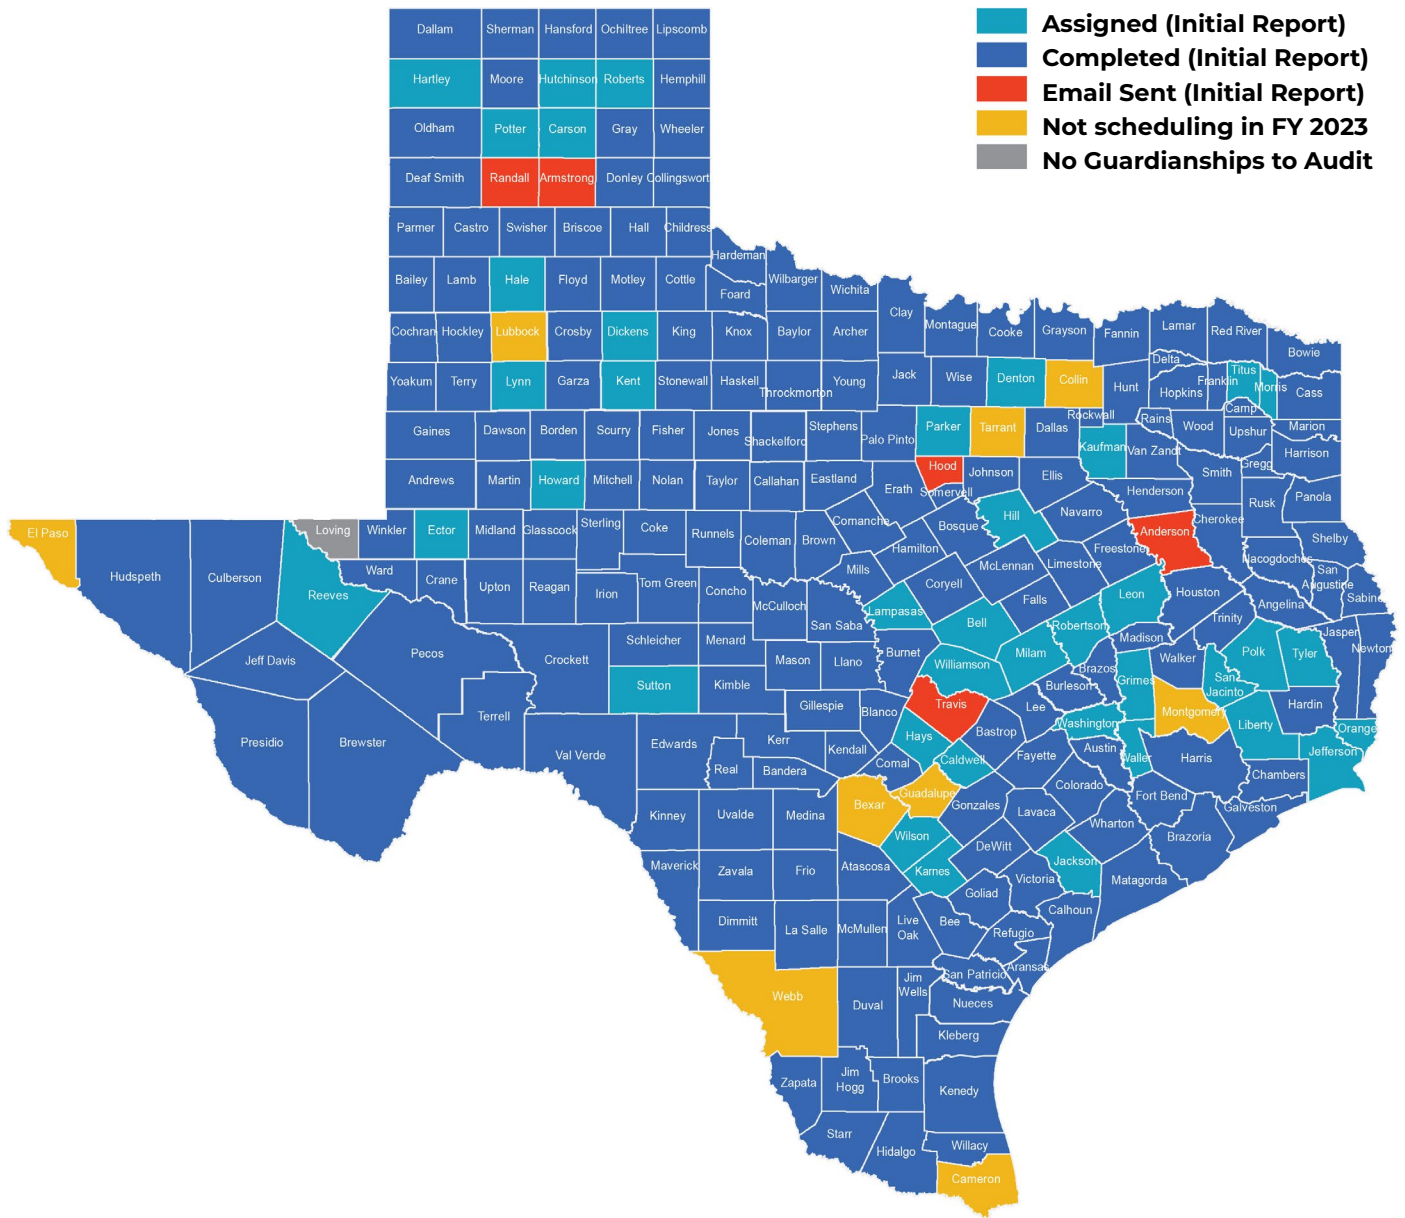 Assigned (Initial Report)
Completed (Initial Report)
Email Sent (Initial Report)
Not scheduling in FY 2023
No Guardianships to Audit
Dallam Sherman Hansford Ochiltree Lipscomb
Hartley Moore Hutchinson Roberts Hemphill
Oldham Potter Carson Gray Wheeler
Deaf Smith Randall Armstrong Donley Collingswort
Parmer Castro Swisher Briscoe Hall Childress
Hardeman
Bailey Lamb Hale Floyd Motley Cottle Foard Wilbarger Wichita
Clay Montague Cooke Grayson Fannin Lamar Red River Bowie
Cochran Hockley Lubbock Crosby Dickens King Knox Baylor Archer
Delta Titus
Yoakum Terry Lynn Garza Kent Stonewall Haskell Throckmorton Young Jack Wise Denton Collin Hunt Hopkins Franklin Morris Cass
Camp
Gaines Dawson Borden Scurry Fisher Jones Shackelford Stephens Palo Pinto Parker Tarrant Dallas Rockwall Rains Wood Upshur Marion
Kaufman Van Zandt Gregg Harrison
Andrews Martin Howard Mitchell Nolan Taylor Callahan Eastland Erath Hood Somervell Johnson Ellis Henderson Smith Rusk Panola
El Paso Loving Winkler Ector Midland Glasscock Sterling Coke Runnels Coleman Brown Comanche Hamilton Bosque Hill Navarro Anderson Cherokee Shelby
Freestone Nacogdoches
Hudspeth Culberson Reeves Ward Crane Upton Reagan Irion Tom Green Concho McCulloch Mills Coryell McLennan Limestone San
Augustine
Sabine
San Saba Lampasas Bell Falls Robertson Leon Houston Trinity Angelina
Jeff Davis Pecos Crockett Schleicher Menard Mason Llano Burnet Williamson Milam Brazos Madison Walker Polk Tyler Jasper Newton
Sutton Kimble Burleson Grimes San
Jacinto
Presidio Brewster Terrell Val Verde Edwards Gillespie Blanco Travis Lee Washington Montgomery Liberty Hardin Orange
Kerr Kendall Hays Bastrop Austin Waller Harris Jefferson
Real Bandera Comal Caldwell Fayette Colorado Fort Bend Chambers
Kinney Uvalde Medina Bexar Guadalupe Gonzales Lavaca Wharton Brazoria Galveston
Wilson DeWitt Jackson Matagorda
Maverick Zavala Frio Atascosa Karnes Victoria
Goliad Calhoun
Dimmitt La Salle McMullen Live
Oak
Bee Refugio
Aransas
Webb Duval Jim
Wells
San Patricio
Nueces
Kleberg
Zapata Jim
Hogg
Brooks Kenedy
Starr Hidalgo Willacy
Cameron